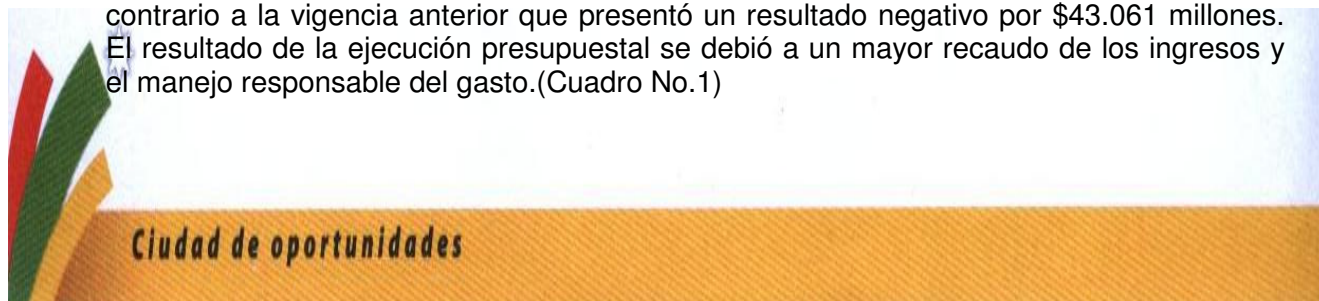 contrario a la vigencia anterior que presentó un resultado negativo por $43.061 millones.
El resultado de la ejecución presupuestal se debió a un mayor recaudo de los ingresos y
el manejo responsable del gasto.(Cuadro No.1)
Ciudad de oportunidades